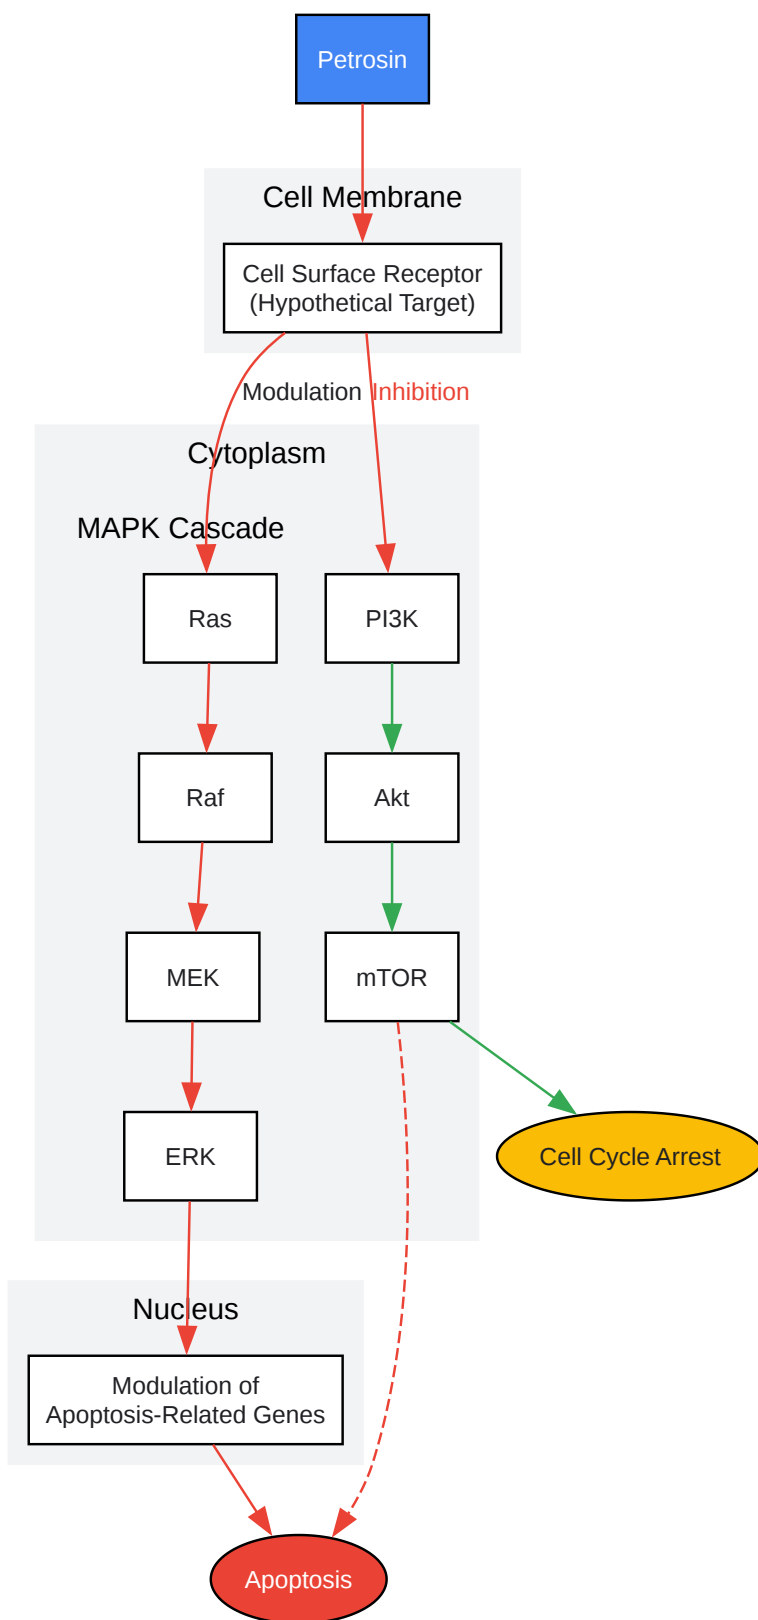 Petrosin
Cell Membrane
Cell Surface Receptor
(Hypothetical Target)
Modulation
Inhibition
Cytoplasm
MAPK Cascade
Ras
PI3K
Raf
Akt
MEK
mTOR
ERK
Cell Cycle Arrest
Nucleus
Modulation of
Apoptosis-Related Genes
Apoptosis